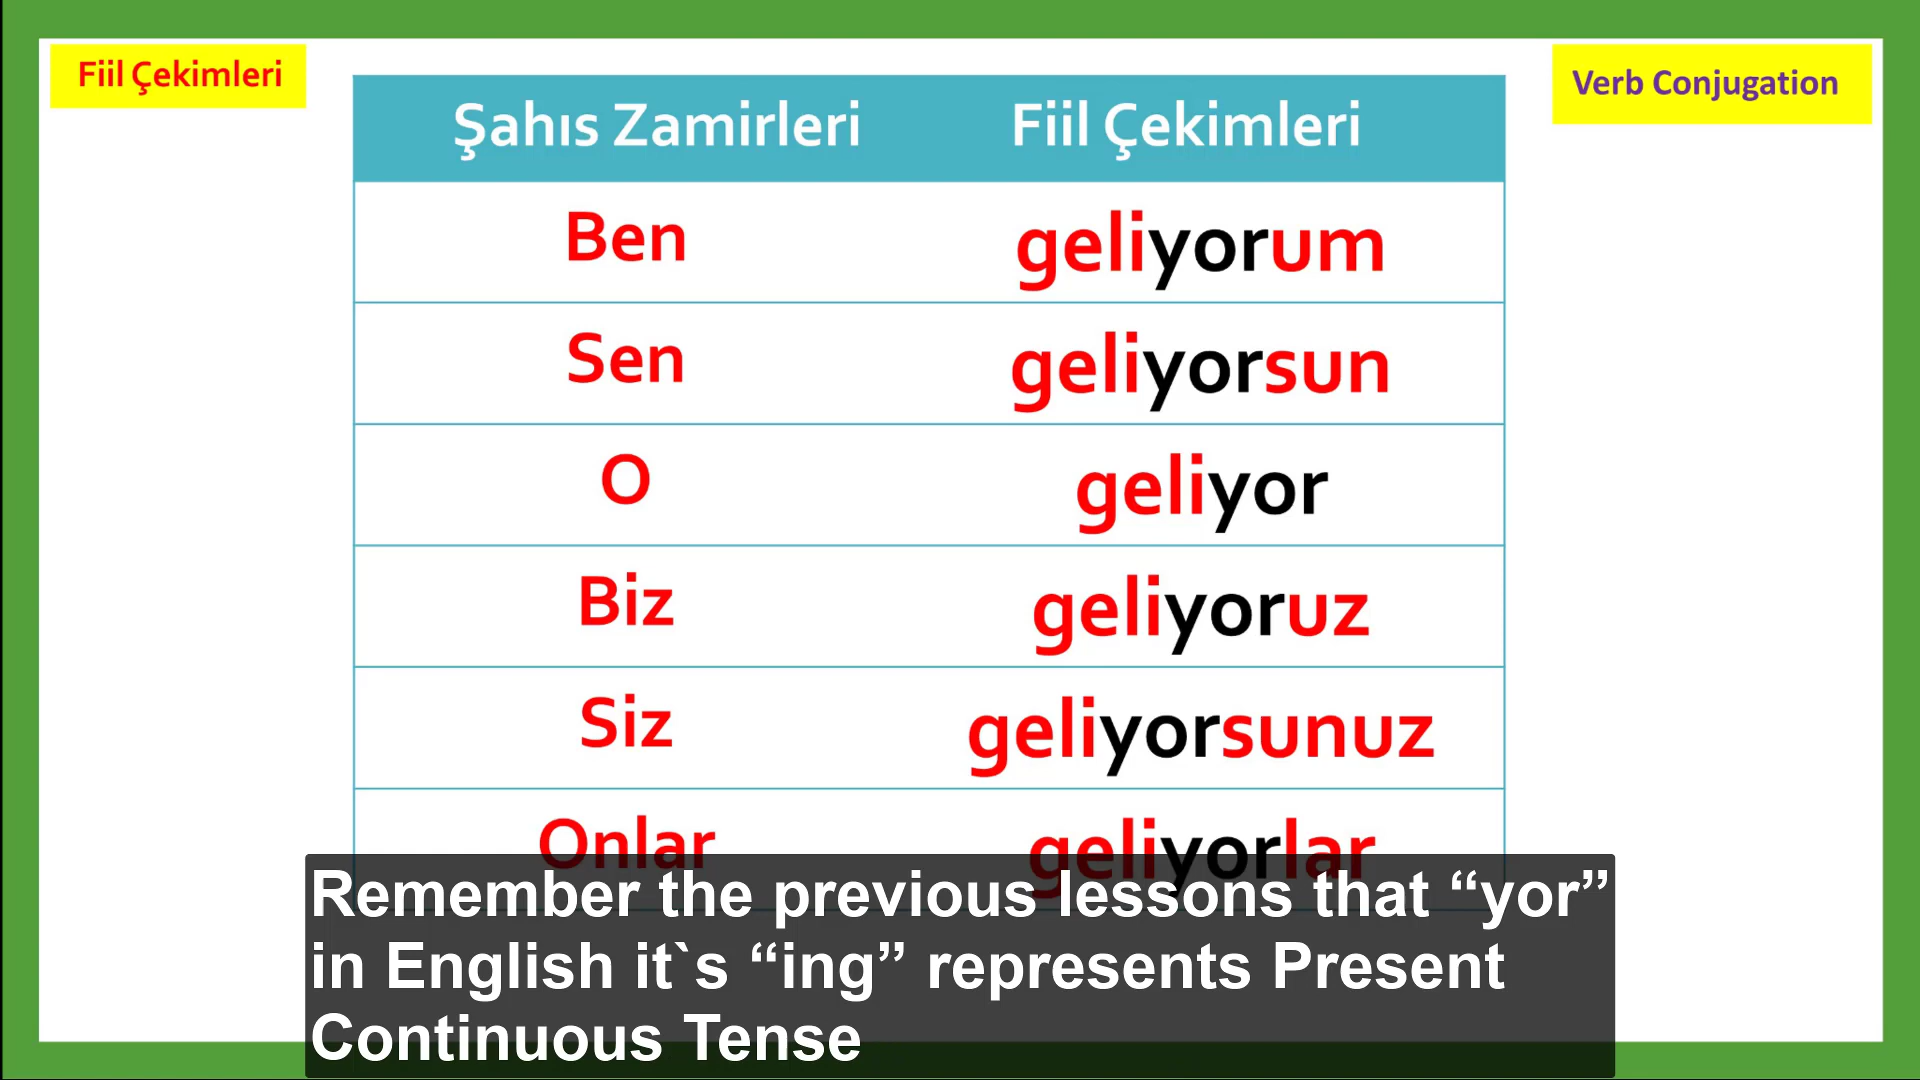 Fiil Çekimleri
Verb Conjugation
Şahıs Zamirleri Fiil Çekimleri
Ben geliyorum
Sen geliyorsun
O geliyor
Biz geliyoruz
Siz geliyorsunuz
Onlar geliyorlar
Remember the previous lessons that “yor”
in English it`s “ing” represents Present
Continuous Tense